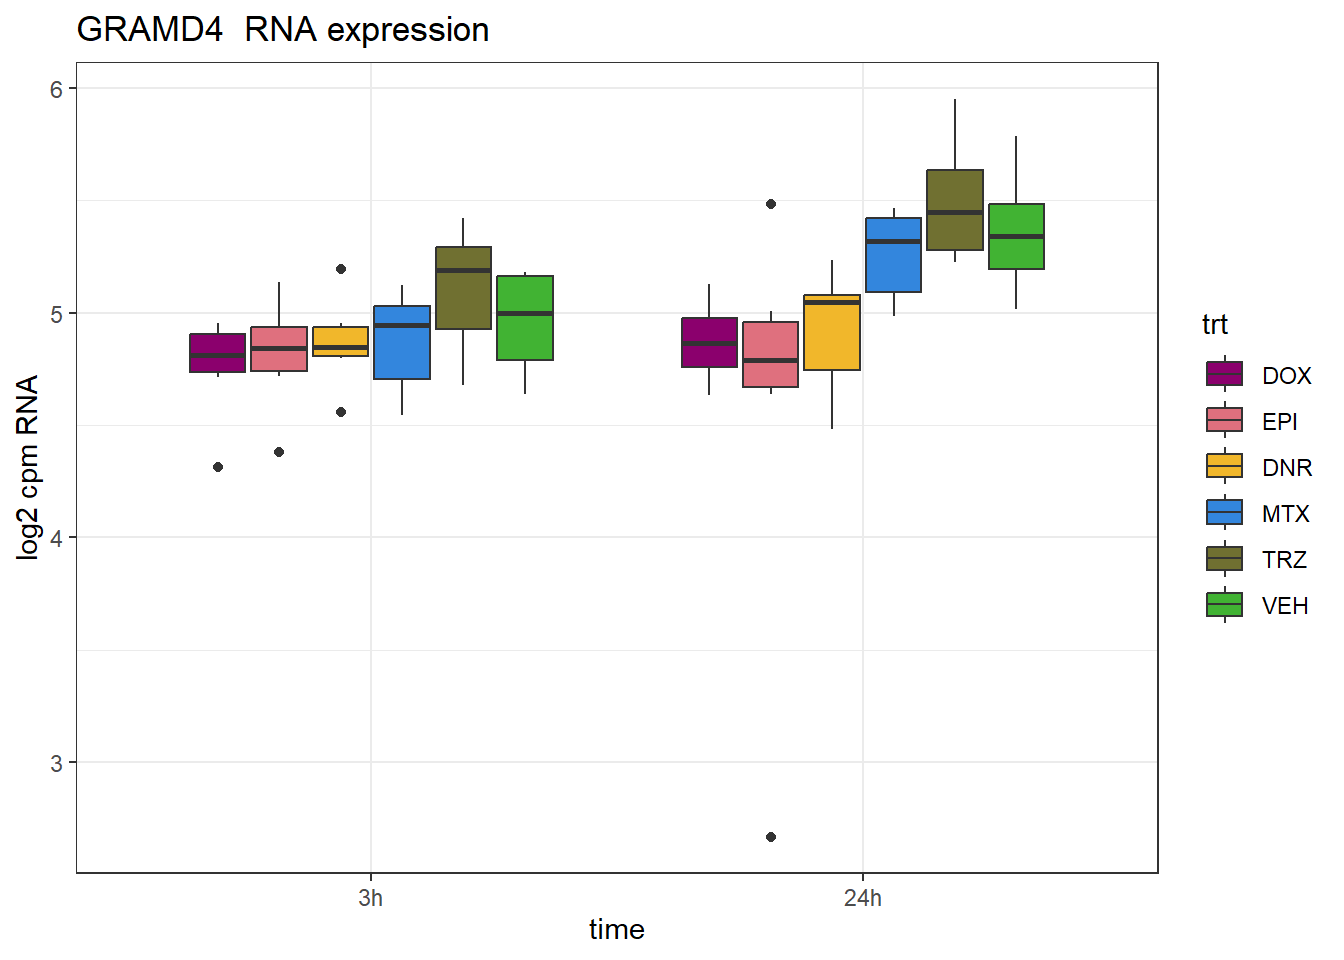 GRAMD4  RNA expression
log2 cpm RNA
6
5
4
3
3h
24h
time
trt
DOX
EPI
DNR
MTX
TRZ
VEH